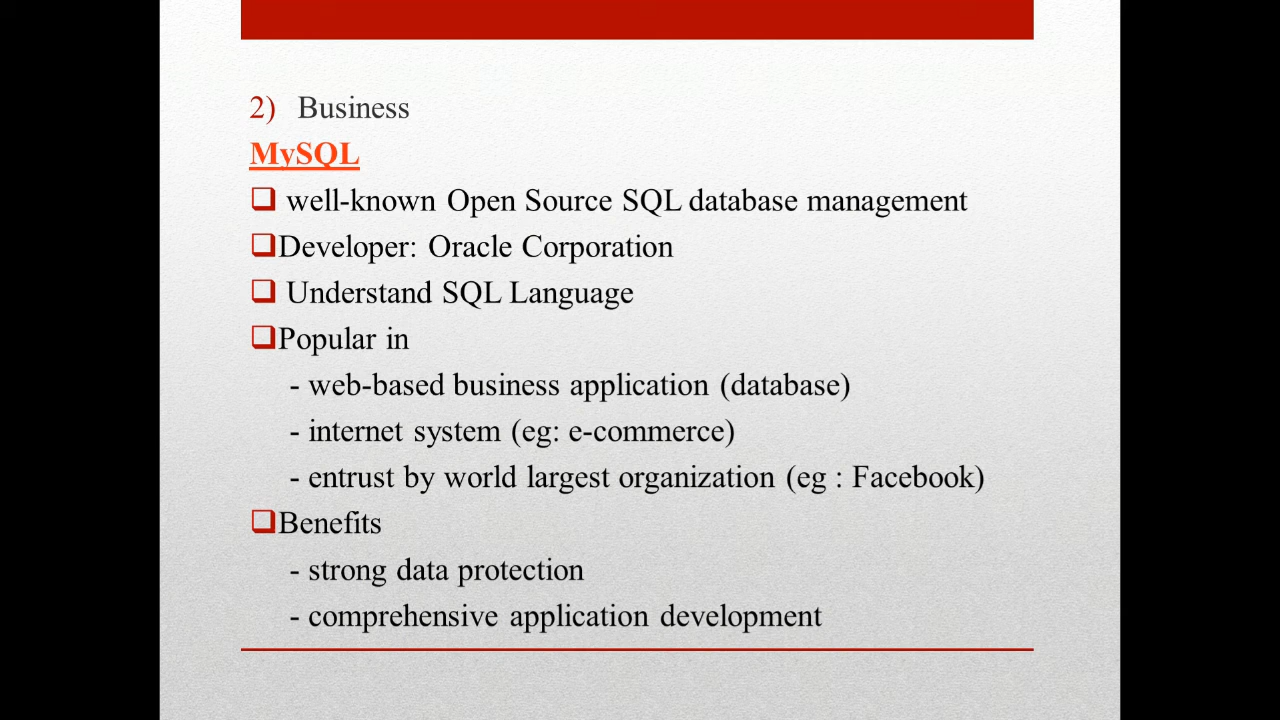 2) Business
MySQL
❑ well-known Open Source SQL database management
❑Developer: Oracle Corporation
❑ Understand SQL Language
❑Popular in
- web-based business application (database)
- internet system (eg: e-commerce)
- entrust by world largest organization (eg : Facebook)
❑Benefits
- strong data protection
- comprehensive application development